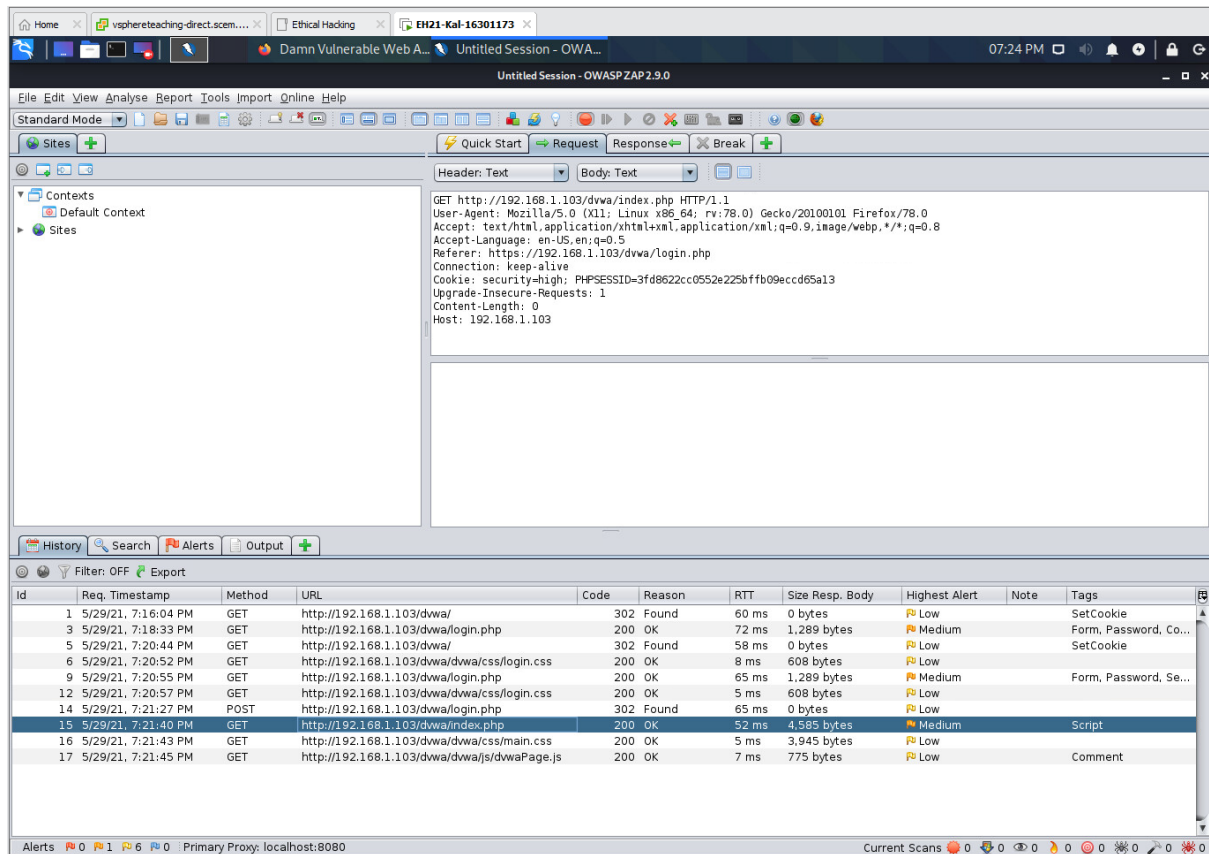 Home vsphereteaching-direct.scem.... Ethical Hacking EH21-Kal-16301173
Damn Vulnerable Web A... Untitled Session - OWA... 07:24 PM
Untitled Session - OWASP ZAP 2.9.0
File Edit View Analyse Report Tools Import Online Help
Standard Mode
Sites
Quick Start Request Response Break
Header: Text Body: Text
Contexts
Default Context
Sites
GET http://192.168.1.103/dvwa/index.php HTTP/1.1
User-Agent: Mozilla/5.0 (X11; Linux x86_64; rv:78.0) Gecko/20100101 Firefox/78.0
Accept: text/html,application/xhtml+xml,application/xml;q=0.9,image/webp,*/*;q=0.8
Accept-Language: en-US,en;q=0.5
Referer: https://192.168.1.103/dvwa/login.php
Connection: keep-alive
Cookie: security=high; PHPSESSID=3fd8622cc0552e225bffb09eccd65a13
Upgrade-Insecure-Requests: 1
Content-Length: 0
Host: 192.168.1.103
History Search Alerts Output
Filter: OFF Export
Id Req. Timestamp Method URL Code Reason RTT Size Resp. Body Highest Alert Note Tags
1 5/29/21, 7:16:04 PM GET http://192.168.1.103/dvwa/ 302 Found 60 ms 0 bytes Low SetCookie
3 5/29/21, 7:18:33 PM GET http://192.168.1.103/dvwa/login.php 200 OK 72 ms 1,289 bytes Medium Form, Password, Co...
5 5/29/21, 7:20:44 PM GET http://192.168.1.103/dvwa/ 302 Found 58 ms 0 bytes Low SetCookie
6 5/29/21, 7:20:52 PM GET http://192.168.1.103/dvwa/dvwa/css/login.css 200 OK 8 ms 608 bytes Low
9 5/29/21, 7:20:55 PM GET http://192.168.1.103/dvwa/login.php 200 OK 65 ms 1,289 bytes Medium Form, Password, Se...
12 5/29/21, 7:20:57 PM GET http://192.168.1.103/dvwa/dvwa/css/login.css 200 OK 5 ms 608 bytes Low
14 5/29/21, 7:21:27 PM POST http://192.168.1.103/dvwa/login.php 302 Found 65 ms 0 bytes Low
15 5/29/21, 7:21:40 PM GET http://192.168.1.103/dvwa/index.php 200 OK 52 ms 4,585 bytes Medium Script
16 5/29/21, 7:21:43 PM GET http://192.168.1.103/dvwa/dvwa/css/main.css 200 OK 5 ms 3,945 bytes Low
17 5/29/21, 7:21:45 PM GET http://192.168.1.103/dvwa/dvwa/js/dvwaPage.js 200 OK 7 ms 775 bytes Low Comment
Alerts 0 1 6 0 Primary Proxy: localhost:8080 Current Scans 0 0 0 0 0 0 0 0